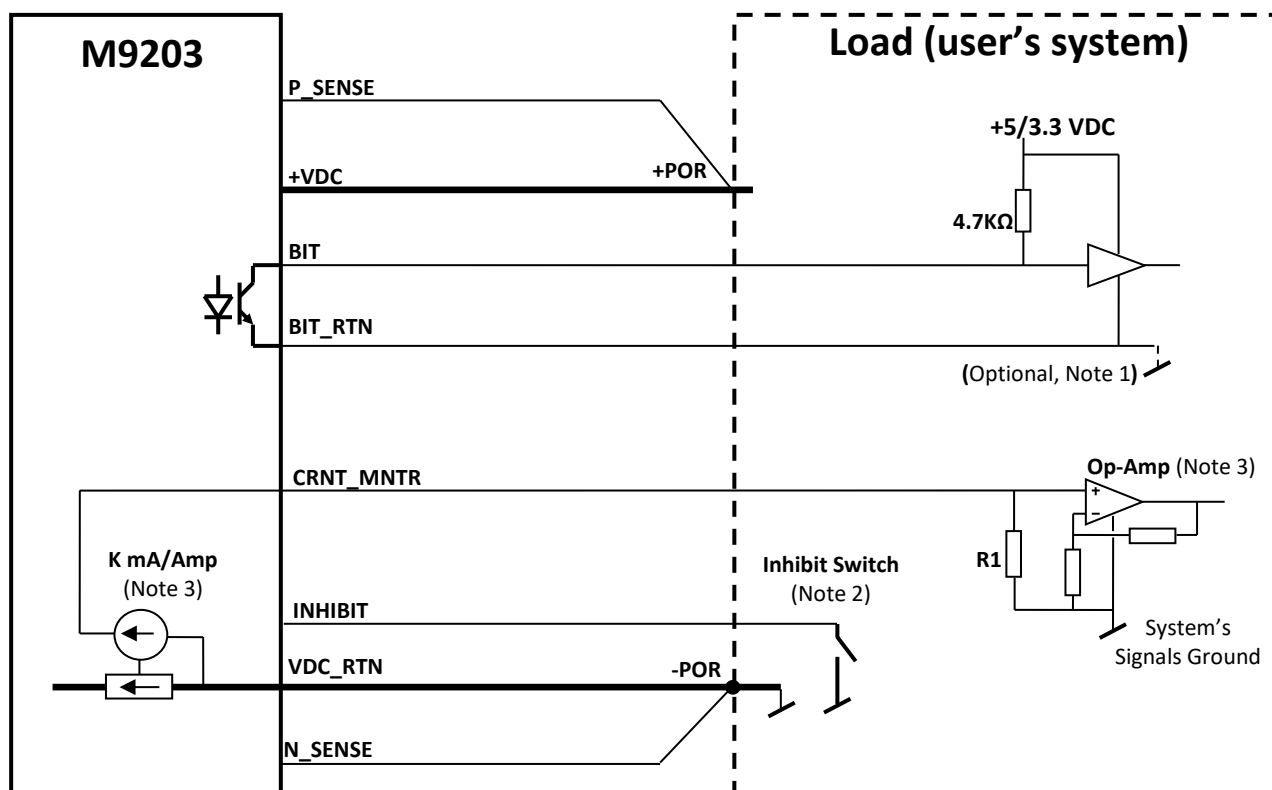 M9203
Load (user's system)
P_SENSE
+5/3.3 VDC
+VDC
+POR
4.7KΩ
BIT
BIT_RTN
(Optional, Note 1)
CRNT_MNTR
Op-Amp (Note 3)
+
−
K mA/Amp
(Note 3)
R1
Inhibit Switch
(Note 2)
INHIBIT
System's
Signals Ground
VDC_RTN
-POR
N_SENSE